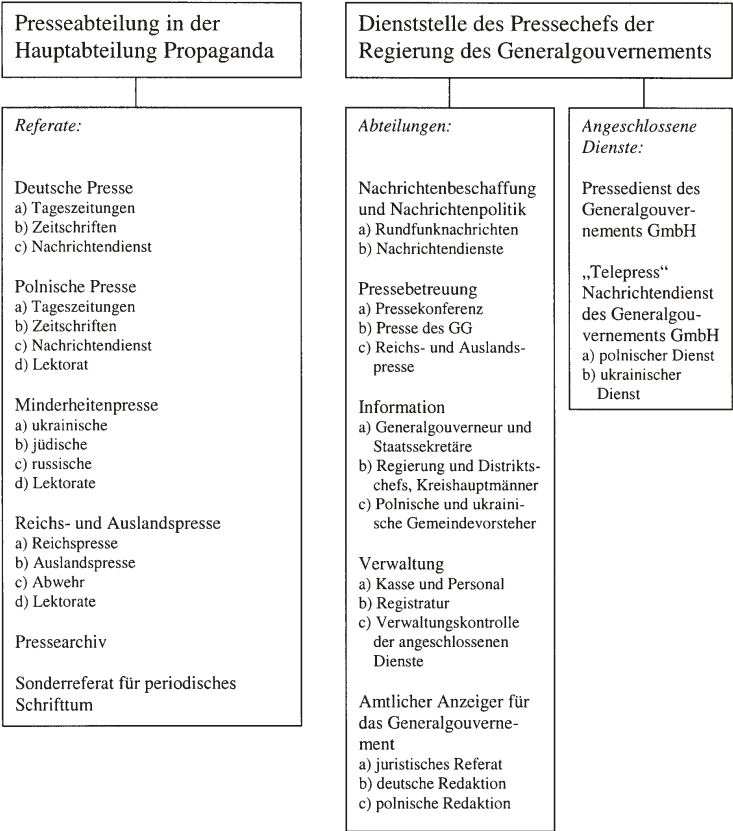 Presseabteilung in der
Hauptabteilung Propaganda
Referate:
Deutsche Presse
a) Tageszeitungen
b) Zeitschriften
c) Nachrichtendienst
Polnische Presse
a) Tageszeitungen
b) Zeitschriften
c) Nachrichtendienst
d) Lektorat
Minderheitenpresse
a) ukrainische
b) jüdische
c) russische
d) Lektorate
Reichs- und Auslandspresse
a) Reichspresse
b) Auslandspresse
c) Abwehr
d) Lektorate
Pressearchiv
Sonderreferat für periodisches
Schrifttum
Dienststelle des Pressechefs der
Regierung des Generalgouvernements
Abteilungen:
Nachrichtenbeschaffung
und Nachrichtenpolitik
a) Rundfunknachrichten
b) Nachrichtendienste
Pressebetreuung
a) Pressekonferenz
b) Presse des GG
c) Reichs- und Auslands-
presse
Information
a) Generalgouverneur und
Staatssekretäre
b) Regierung und Distrikts-
chefs, Kreishauptmänner
c) Polnische und ukraini-
sche Gemeindevorsteher
Verwaltung
a) Kasse und Personal
b) Registratur
c) Verwaltungskontrolle
der angeschlossenen
Dienste
Amtlicher Anzeiger für
das Generalgouverne-
ment
a) juristisches Referat
b) deutsche Redaktion
c) polnische Redaktion
Angeschlossene
Dienste:
Pressedienst des
Generalgouver-
nements GmbH
„Telepress“
Nachrichtendienst
des Generalgou-
vernements GmbH
a) polnischer Dienst
b) ukrainischer
Dienst